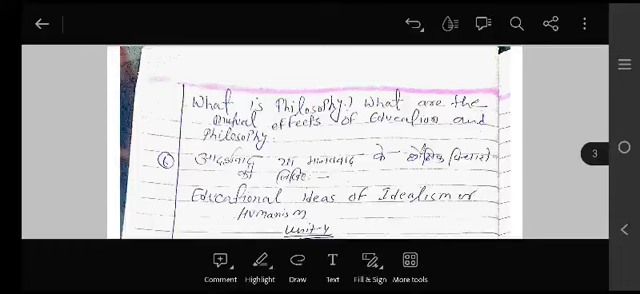 What is Philosophy? What are the
mutual effects of Education and
Philosophy.
6 आदर्शवाद या मानववाद के शैक्षिक विचारों
को लिखिए :-
Educational ideas of Idealism or
Humanism
Unit-4
3
Comment Highlight Draw Text Fill & Sign More tools